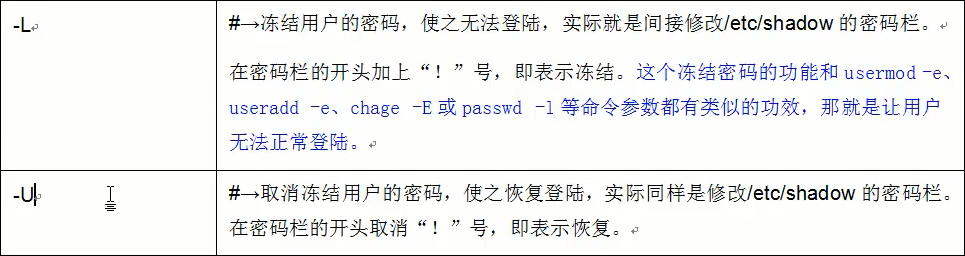 -L
#→冻结用户的密码，使之无法登陆，实际就是间接修改/etc/shadow 的密码栏。
在密码栏的开头加上“！”号，即表示冻结。这个冻结密码的功能和 usermod -e、
useradd -e、chage -E 或 passwd -l 等命令参数都有类似的功效，那就是让用户
无法正常登陆。
-U
#→取消冻结用户的密码，使之恢复登陆，实际同样是修改/etc/shadow 的密码栏。
在密码栏的开头取消“！”号，即表示恢复。